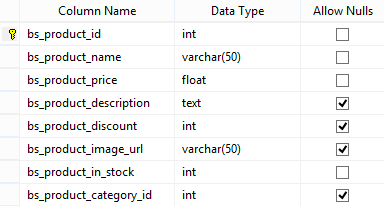 Column Name Data Type Allow Nulls
bs_product_id int
bs_product_name varchar(50)
bs_product_price float
bs_product_description text
bs_product_discount int
bs_product_image_url varchar(50)
bs_product_in_stock int
bs_product_category_id int